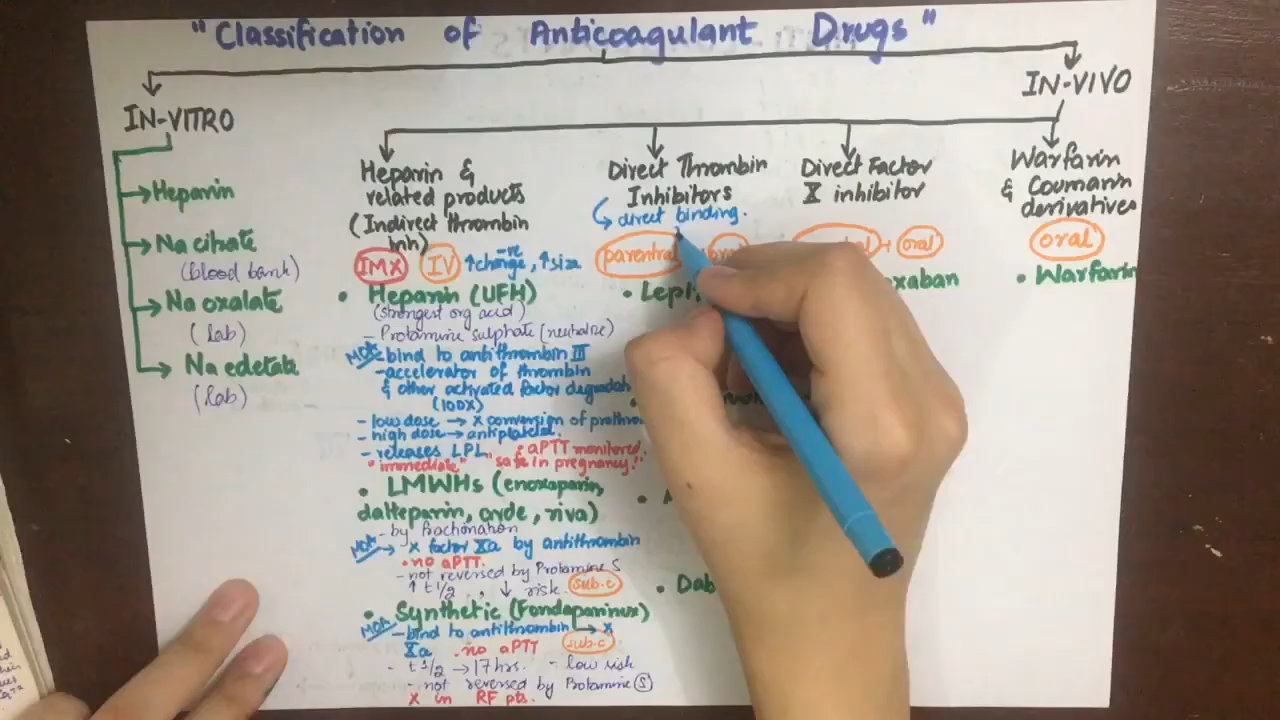 "Classification of Anticoagulant Drugs"
IN-VITRO
Heparin
Na citrate
(blood bank)
Na oxalate
(lab)
Na edetate
(lab)
IN-VIVO
Heparin &
related products
(Indirect thrombin
Inh)
IMX IV ↑charge -ve, ↑size
• Heparin (UFH)
(strongest org acid)
- Protamine sulphate (neutralize)
MOA: bind to antithrombin III
- accelerator of thrombin
& other activated factor degradati
(100X)
- low dose → X conversion of prothro
- high dose → antiplatelet.
- releases LPL • aPTT monitored
"immediate" "safe in pregnancy!"
• LMWHs (enoxaparin,
dalteparin, arde, riva)
- by fractionation
MOA → X factor Xa by antithrombin
• no aPTT.
- not reversed by Protamine S
↑ t1/2, ↓ risk. sub.c
• Synthetic (Fondaparinux)
MOA - bind to antithrombin → X
Xa . no aPTT sub.c
- t1/2 → 17hrs. - low risk
- not reversed by Protamine S
X in RF pts.
Direct Thrombin
Inhibitors
↳ direct binding.
parentral
• Lepi
• Dab
Direct Factor
X inhibitor
+ oral
xaban
Warfarin
& Coumarin
derivatives
oral
• Warfarin